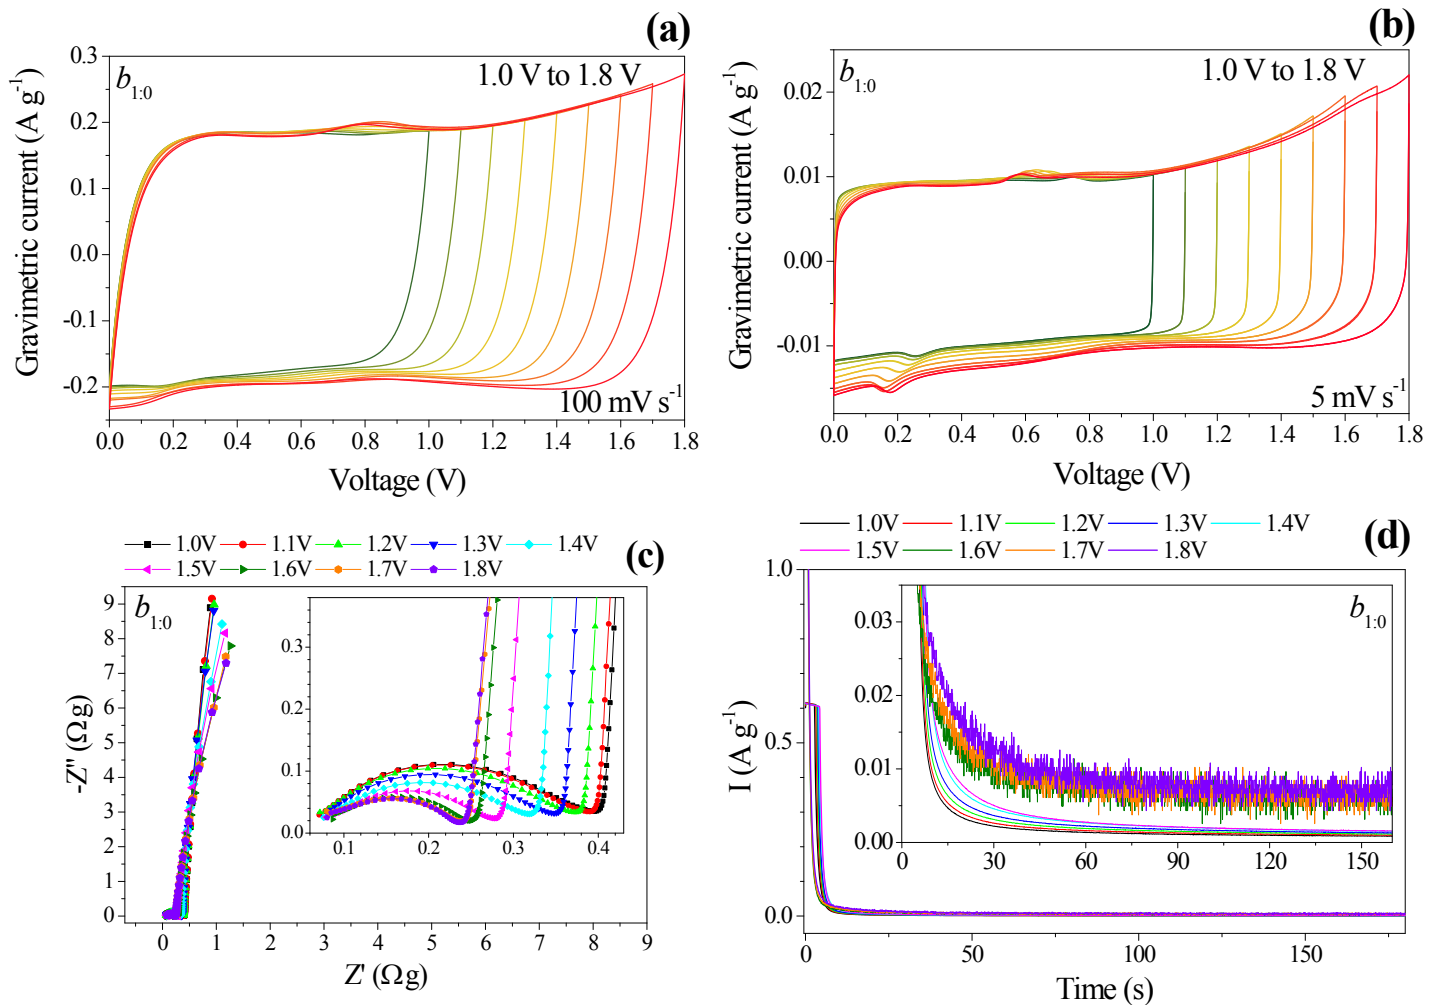 (a)
b1:0
1.0 V to 1.8 V
0.3
0.2
0.1
0.0
-0.1
-0.2
Gravimetric current (A g-1)
100 mV s-1
0.0 0.2 0.4 0.6 0.8 1.0 1.2 1.4 1.6 1.8
Voltage (V)
(b)
b1:0
1.0 V to 1.8 V
0.02
0.01
0.00
-0.01
Gravimetric current (A g-1)
5 mV s-1
0.0 0.2 0.4 0.6 0.8 1.0 1.2 1.4 1.6 1.8
Voltage (V)
1.0V 1.1V 1.2V 1.3V 1.4V
1.5V 1.6V 1.7V 1.8V
(c)
b1:0
9
8
7
6
5
4
3
2
1
0
-Z'' (Ωg)
0.3
0.2
0.1
0.0
0.1 0.2 0.3 0.4
0 1 2 3 4 5 6 7 8 9
Z' (Ωg)
1.0V 1.1V 1.2V 1.3V 1.4V
1.5V 1.6V 1.7V 1.8V
(d)
b1:0
1.0
0.5
0.0
I (A g-1)
0.03
0.02
0.01
0.00
0 30 60 90 120 150
0 50 100 150
Time (s)